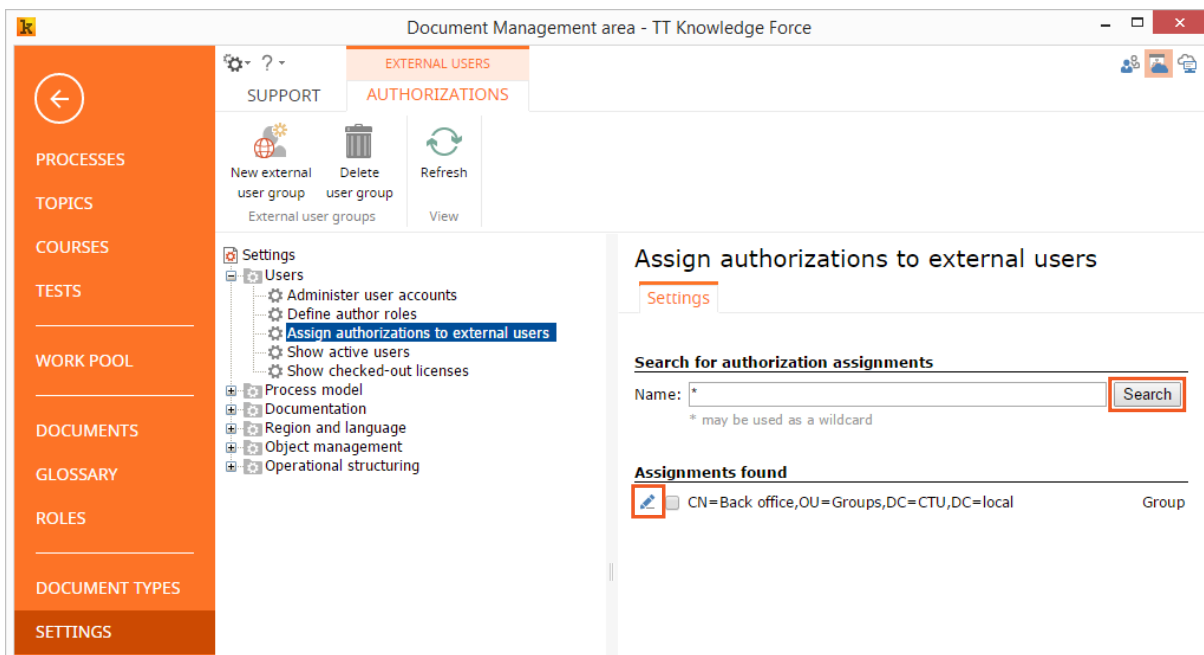 k
Document Management area - TT Knowledge Force
?
EXTERNAL USERS
SUPPORT
AUTHORIZATIONS
New external user group
Delete user group
Refresh
External user groups
View
PROCESSES
TOPICS
COURSES
TESTS
WORK POOL
DOCUMENTS
GLOSSARY
ROLES
DOCUMENT TYPES
SETTINGS
Settings
Users
Administer user accounts
Define author roles
Assign authorizations to external users
Show active users
Show checked-out licenses
Process model
Documentation
Region and language
Object management
Operational structuring
Assign authorizations to external users
Settings
Search for authorization assignments
Name: * Search
* may be used as a wildcard
Assignments found
CN=Back office,OU=Groups,DC=CTU,DC=local Group